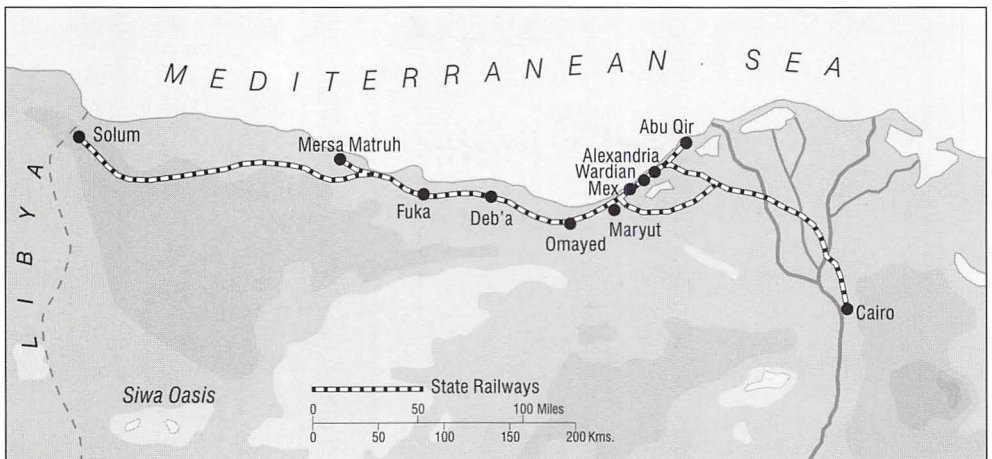 MEDITERRANEAN SEA
Abu Qir
Solum
Mersa Matruh
Alexandria
Wardian
Mex
Fuka
Deb'a
Maryut
Omayed
LIBYA
Cairo
Siwa Oasis
State Railways
0 50 100 Miles
0 50 100 150 200 Kms.